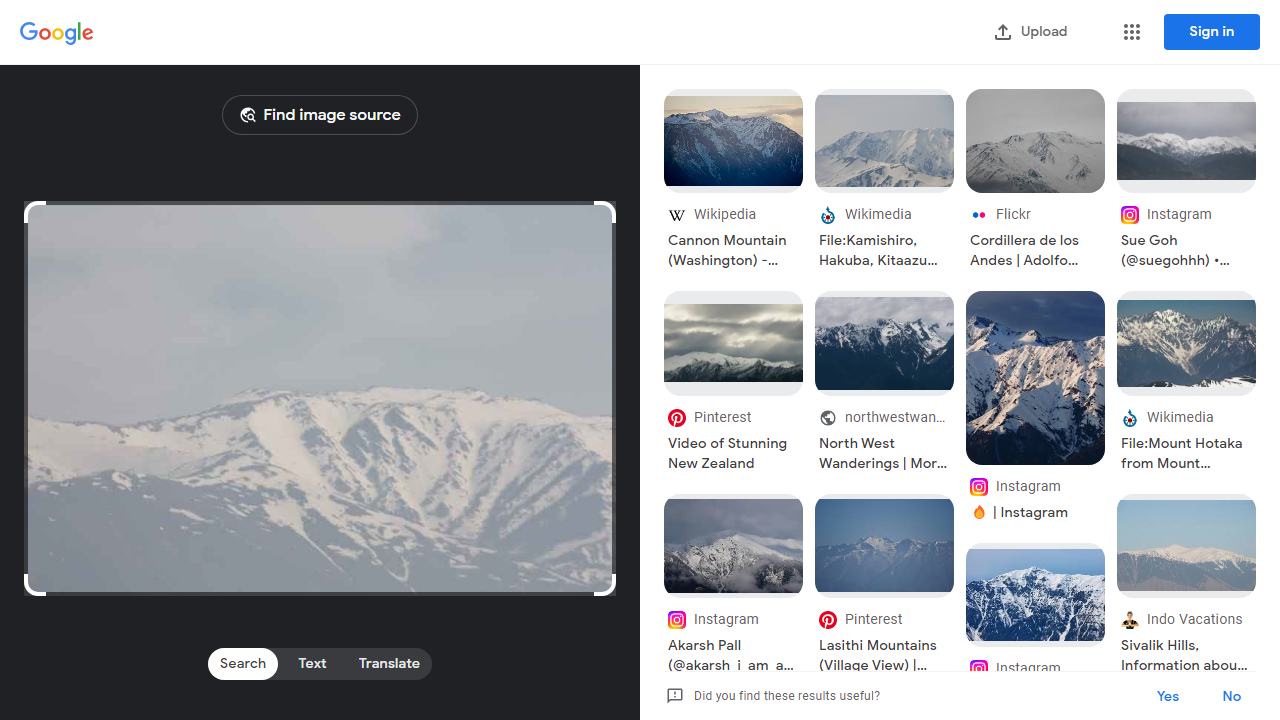 Google
Upload
Sign in
Find image source
Search
Text
Translate
Wikipedia
Cannon Mountain
(Washington) -...
Wikimedia
File:Kamishiro,
Hakuba, Kitaazu...
Flickr
Cordillera de los
Andes | Adolfo...
Instagram
Sue Goh
(@suegohhh) •...
Pinterest
Video of Stunning
New Zealand
northwestwan...
North West
Wanderings | Mor...
Instagram
🔥 | Instagram
Wikimedia
File:Mount Hotaka
from Mount...
Instagram
Akarsh Pall
(@akarsh_i_am_a...
Pinterest
Lasithi Mountains
(Village View) |...
Instagram
Indo Vacations
Sivalik Hills,
Information abou...
Did you find these results useful?
Yes
No